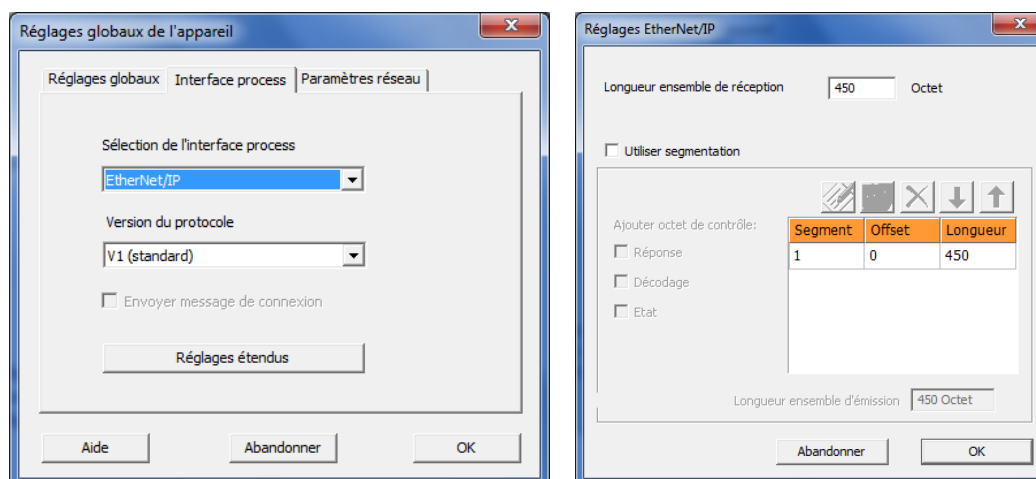 Réglages globaux de l'appareil
Réglages globaux Interface process Paramètres réseau
Sélection de l'interface process
EtherNet/IP
Version du protocole
V1 (standard)
Envoyer message de connexion
Réglages étendus
Aide Abandonner OK
Réglages EtherNet/IP
Longueur ensemble de réception 450 Octet
Utiliser segmentation
Ajouter octet de contrôle:
Segment Offset Longueur
Réponse
1 0 450
Décodage
Etat
Longueur ensemble d'émission 450 Octet
Abandonner OK